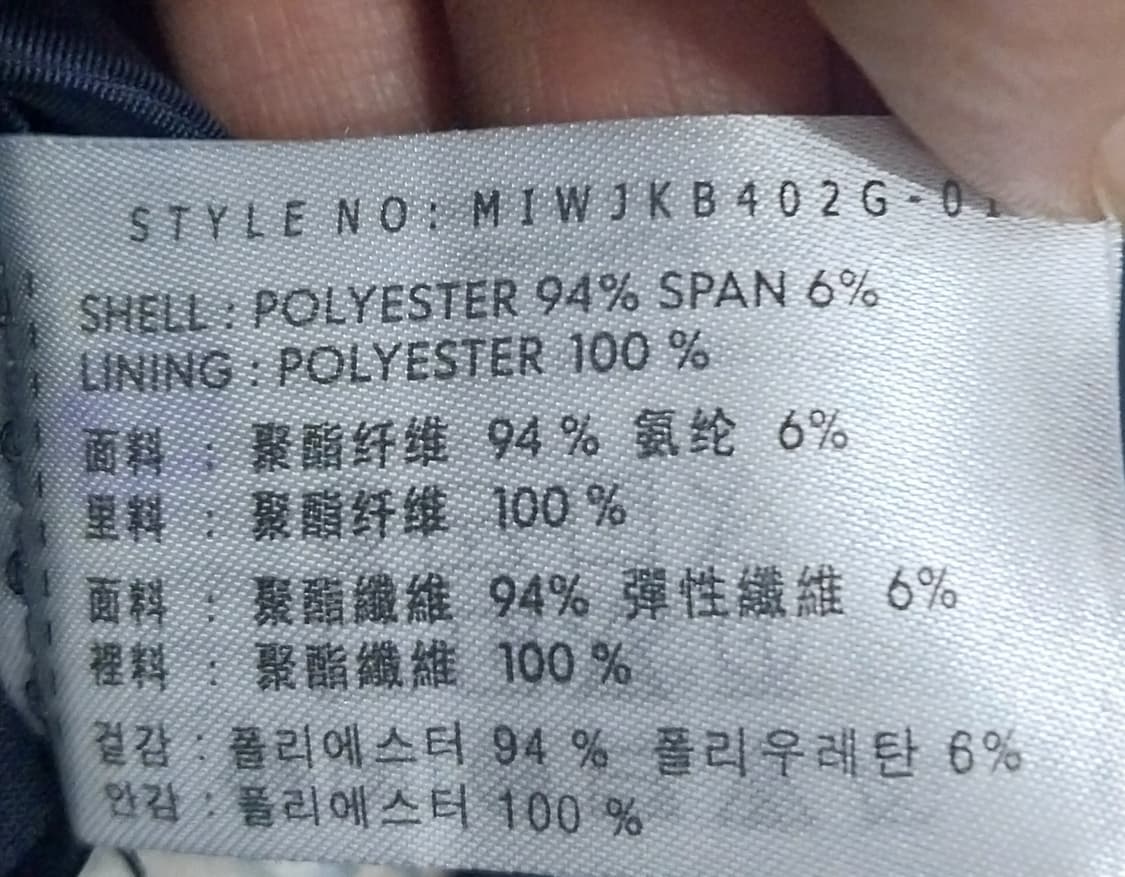 STYLE NO: MIWJKB402G-01
SHELL : POLYESTER 94% SPAN 6%
LINING : POLYESTER 100 %
面料 : 聚酯纤维 94 % 氨纶 6%
里料 : 聚酯纤维 100 %
面料 : 聚酯纖維 94% 彈性纖維 6%
裡料 : 聚酯纖維 100 %
겉감 : 폴리에스터 94 % 폴리우레탄 6%
안감 : 폴리에스터 100 %